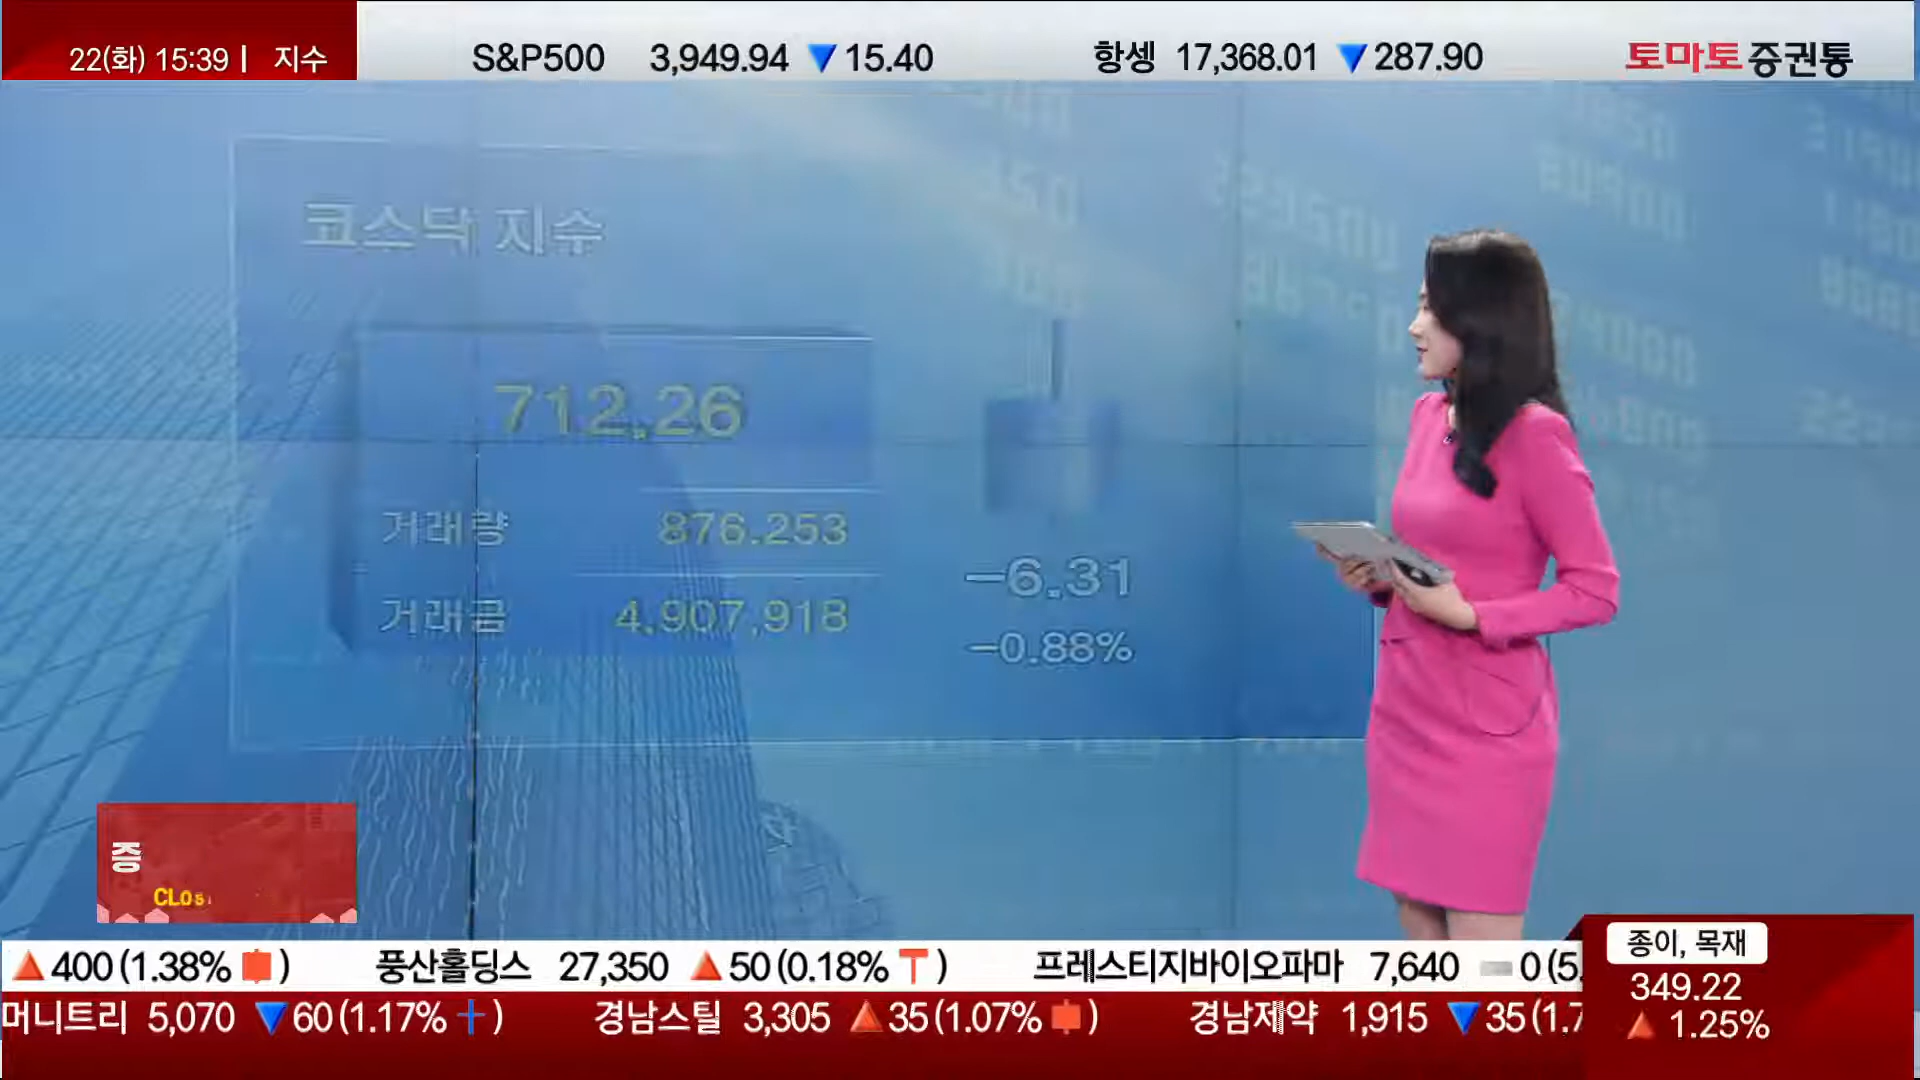 22(화) 15:39 | 지수 S&P500 3,949.94 ▼15.40 항셍 17,368.01 ▼287.90 토마토증권통
코스닥 지수
712.26
거래량 876.253
거래금 4,907,918
-6.31
-0.88%
증
CLOS
▲400(1.38%) 풍산홀딩스 27,350 ▲50(0.18%) 프레스티지바이오파마 7,640 0(5.
머니트리 5,070 ▼60(1.17%) 경남스틸 3,305 ▲35(1.07%) 경남제약 1,915 ▼35(1.7
종이, 목재
349.22
▲ 1.25%